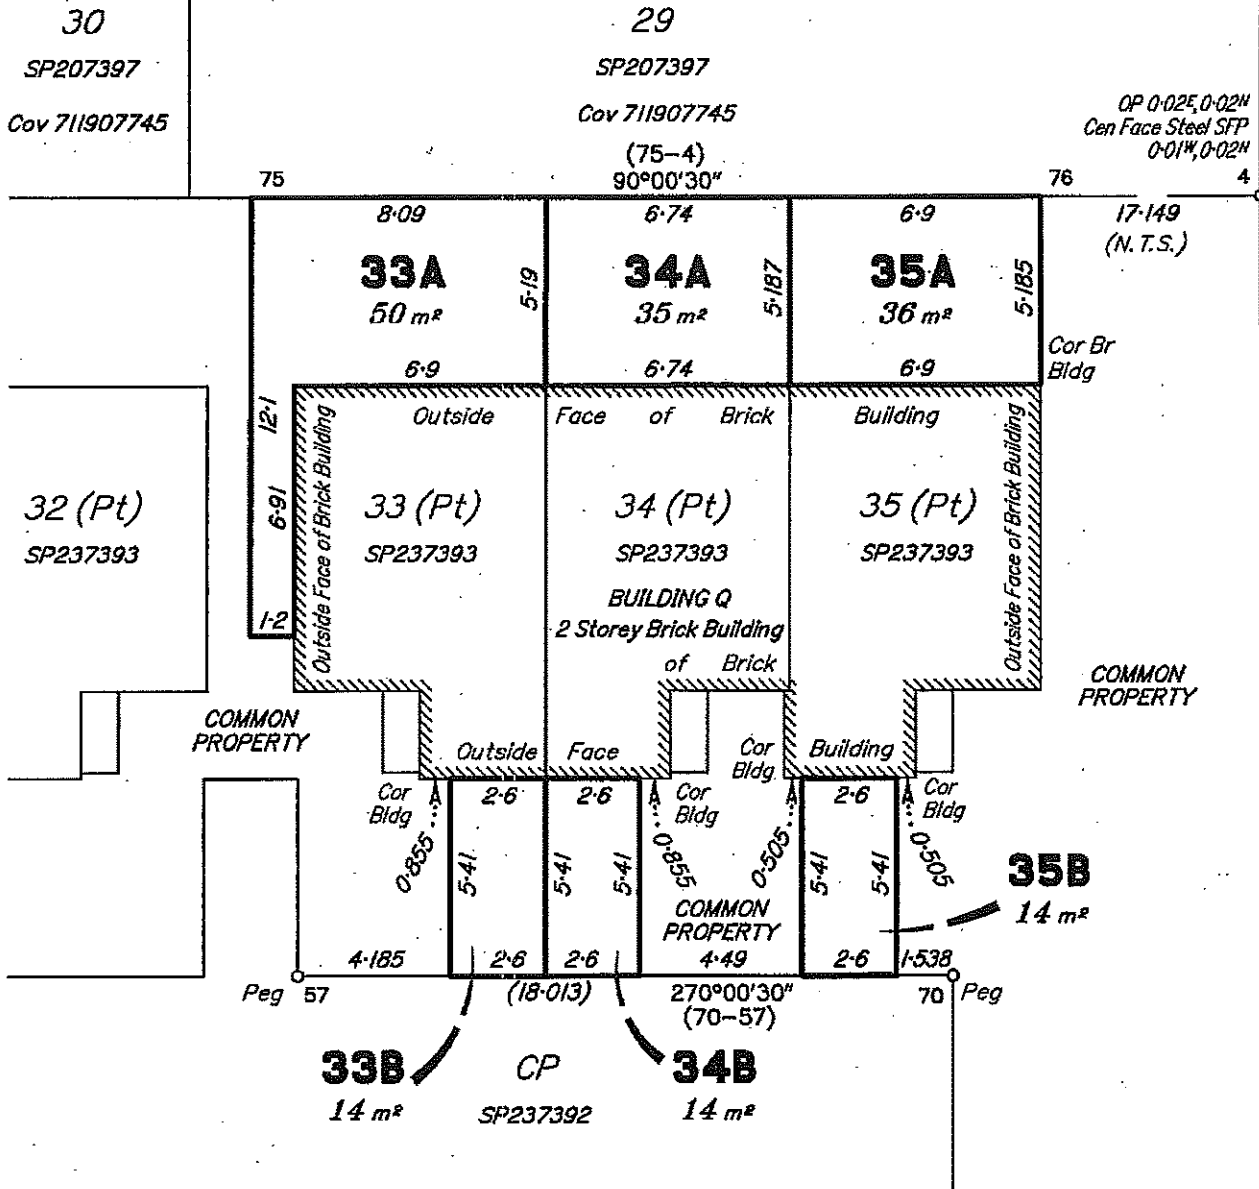 30
SP207397
Cov 711907745
29
SP207397
Cov 711907745
(75-4)
90°00'30"
OP 0·02E,0·02N
Cen Face Steel SFP
0·01W,0·02N
75
76
4
8·09
6·74
6·9
17·149
(N.T.S.)
33A
50 m²
5·19
34A
35 m²
5·187
35A
36 m²
5·185
6·9
6·74
6·9
Cor Br
Bldg
Outside Face of Brick Building
12·1
6·91
1·2
Outside Face of Brick Building
Outside Face of Brick Building
32 (Pt)
SP237393
33 (Pt)
SP237393
34 (Pt)
SP237393
35 (Pt)
SP237393
BUILDING Q
2 Storey Brick Building
of Brick
COMMON
PROPERTY
COMMON
PROPERTY
Outside Face
Cor
Bldg
Building
Cor
Bldg
2·6
2·6
Cor
Bldg
2·6
Cor
Bldg
0·855
5·41
5·41
5·41
0·855
0·505
5·41
5·41
0·505
35B
14 m²
COMMON
PROPERTY
4·185
2·6
2·6
4·49
2·6
1·538
Peg 57
(18·013)
270°00'30"
(70-57)
70 Peg
33B
14 m²
CP
SP237392
34B
14 m²